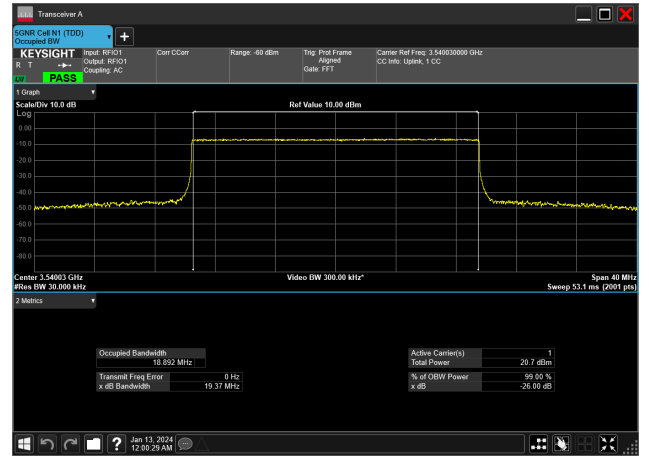 Transceiver A
5GNR Cell N1 (TDD)
Occupied BW
KEYSIGHT
R T
LNI
PASS
Input: RFIO1
Output: RFIO1
Coupling: AC
Corr CCorr
Range: -60 dBm
Trig: Prot Frame
Aligned
Gate: FFT
Carrier Ref Freq: 3.540030000 GHz
CC Info: Uplink, 1 CC
1 Graph
Scale/Div 10.0 dB
Ref Value 10.00 dBm
Log
0.00
-10.0
-20.0
-30.0
-40.0
-50.0
-60.0
-70.0
-80.0
Center 3.54003 GHz
Video BW 300.00 kHz*
Span 40 MHz
#Res BW 30.000 kHz
Sweep 53.1 ms (2001 pts)
2 Metrics
Occupied Bandwidth
18.892 MHz
Transmit Freq Error 0 Hz
x dB Bandwidth 19.37 MHz
Active Carrier(s) 1
Total Power 20.7 dBm
% of OBW Power 99.00 %
x dB -26.00 dB
?
Jan 13, 2024
12:00:29 AM